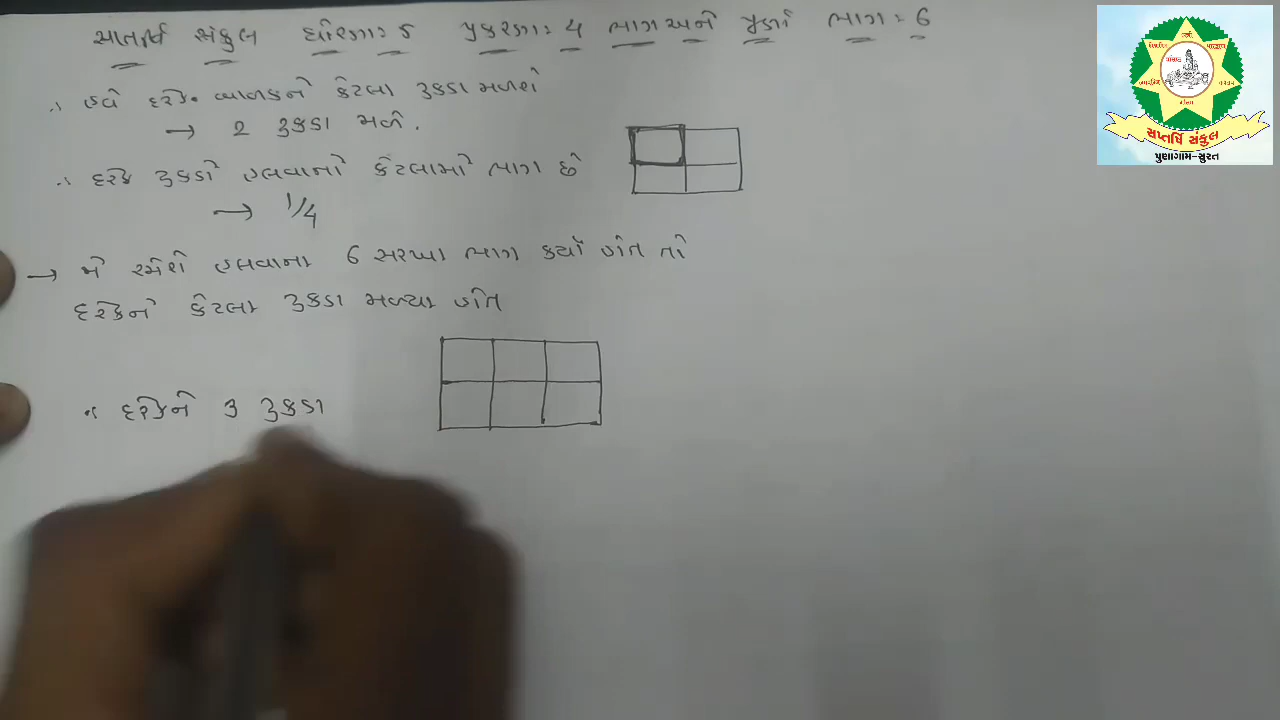 સાતર્ષિ સંકુલ ધોરણ: 5 પ્રકરણ: 4 ભાગ અને પૂર્ણ ભાગ: 6
∴ હવે દરેક બાળકને કેટલા ટુકડા મળશે
→ 2 ટુકડા મળે.
∴ દરેક ટુકડો હલવાનો કેટલામો ભાગ છે
→ 1/4
→ જો રમેશે હલવાના 6 સરખા ભાગ કર્યા હોત તો
દરેકને કેટલા ટુકડા મળ્યા હોત
દરેકને 3 ટુકડા
સપ્તર્ષિ સંકુલ
પુણાગામ-સુરત